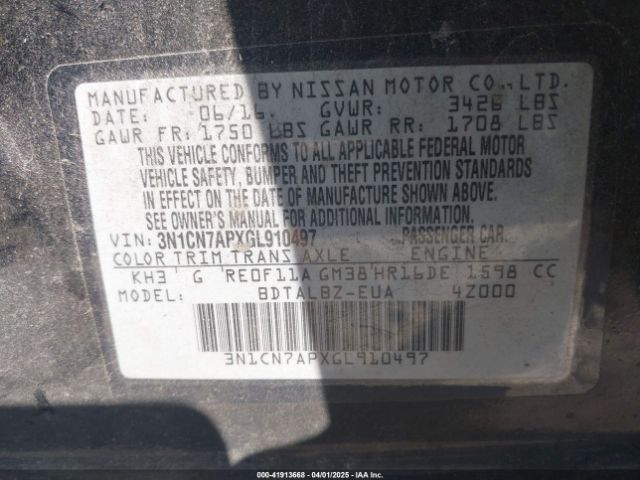 MANUFACTURED BY NISSAN MOTOR CO., LTD.
DATE: 06/16. GVWR: 3428 LBS
GAWR FR: 1750 LBS GAWR RR: 1708 LBS
THIS VEHICLE CONFORMS TO ALL APPLICABLE FEDERAL MOTOR
VEHICLE SAFETY, BUMPER AND THEFT PREVENTION STANDARDS
IN EFFECT ON THE DATE OF MANUFACTURE SHOWN ABOVE.
SEE OWNER'S MANUAL FOR ADDITIONAL INFORMATION
VIN: 3N1CN7APXGL910497 PASSENGER CAR
COLOR TRIM TRANS AXLE ENGINE
KH3 G RE0F11A GM38 HR16DE 1598 CC
MODEL: BDTALBZ-EUA 4Z000
3N1CN7APXGL910497
000-41913668 - 04/01/2025 - IAA Inc.